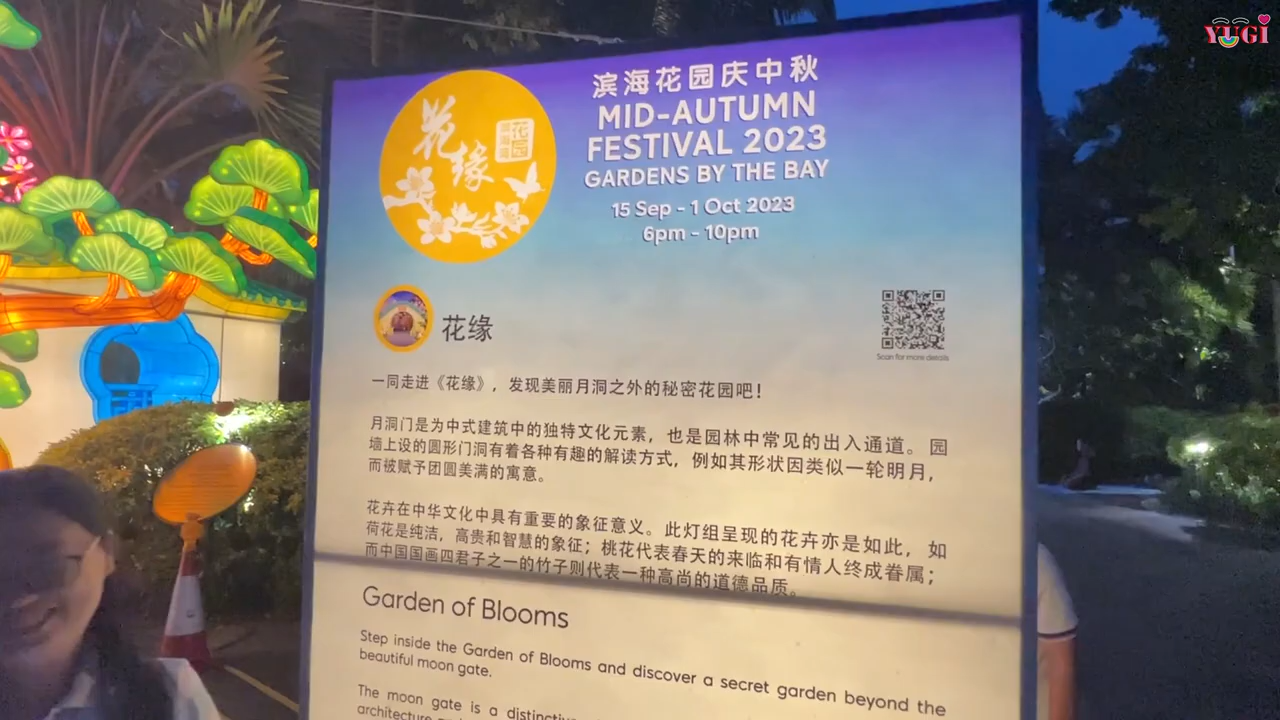 YUGI
花缘
滨海
花园
滨海花园庆中秋
MID-AUTUMN
FESTIVAL 2023
GARDENS BY THE BAY
15 Sep - 1 Oct 2023
6pm - 10pm
花缘
Scan for more details
一同走进《花缘》，发现美丽月洞之外的秘密花园吧！
月洞门是为中式建筑中的独特文化元素，也是园林中常见的出入通道。园
墙上设的圆形门洞有着各种有趣的解读方式，例如其形状因类似一轮明月，
而被赋予团圆美满的寓意。
花卉在中华文化中具有重要的象征意义。此灯组呈现的花卉亦是如此，如
荷花是纯洁，高贵和智慧的象征；桃花代表春天的来临和有情人终成眷属；
而中国国画四君子之一的竹子则代表一种高尚的道德品质。
Garden of Blooms
Step inside the Garden of Blooms and discover a secret garden beyond the
beautiful moon gate.
The moon gate is a distinctive
architecture